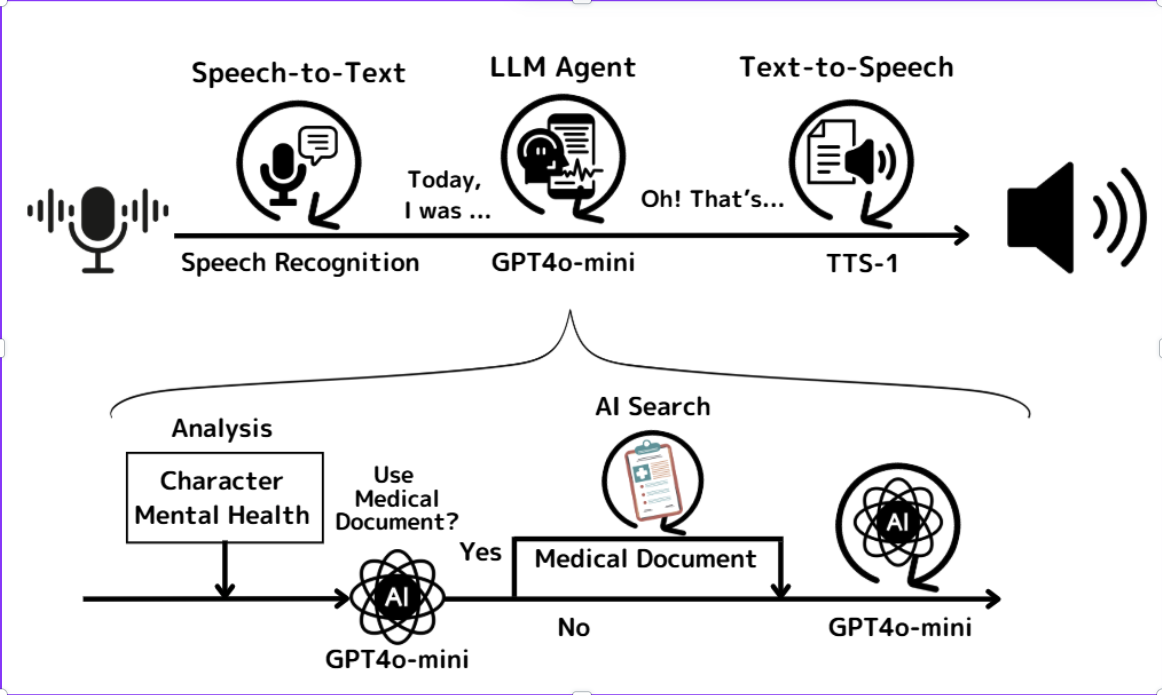 Speech-to-Text
LLM Agent
Text-to-Speech
Today,
I was ...
Oh! That's...
Speech Recognition
GPT4o-mini
TTS-1
Analysis
Character
Mental Health
Use
Medical
Document?
AI
GPT4o-mini
Yes
No
AI Search
Medical Document
AI
GPT4o-mini